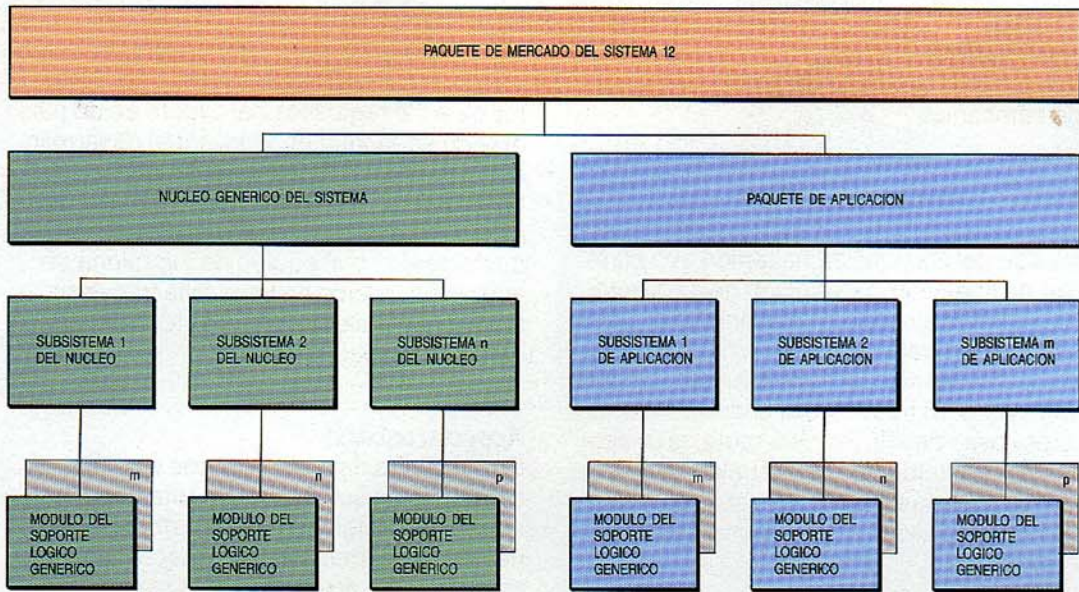 PAQUETE DE MERCADO DEL SISTEMA 12
NUCLEO GENERICO DEL SISTEMA
PAQUETE DE APLICACION
SUBSISTEMA 1
DEL NUCLEO
SUBSISTEMA 2
DEL NUCLEO
SUBSISTEMA n
DEL NUCLEO
SUBSISTEMA 1
DE APLICACION
SUBSISTEMA 2
DE APLICACION
SUBSISTEMA m
DE APLICACION
m
MODULO DEL
SOPORTE
LOGICO
GENERICO
n
MODULO DEL
SOPORTE
LOGICO
GENERICO
p
MODULO DEL
SOPORTE
LOGICO
GENERICO
m
MODULO DEL
SOPORTE
LOGICO
GENERICO
n
MODULO DEL
SOPORTE
LOGICO
GENERICO
p
MODULO DEL
SOPORTE
LOGICO
GENERICO